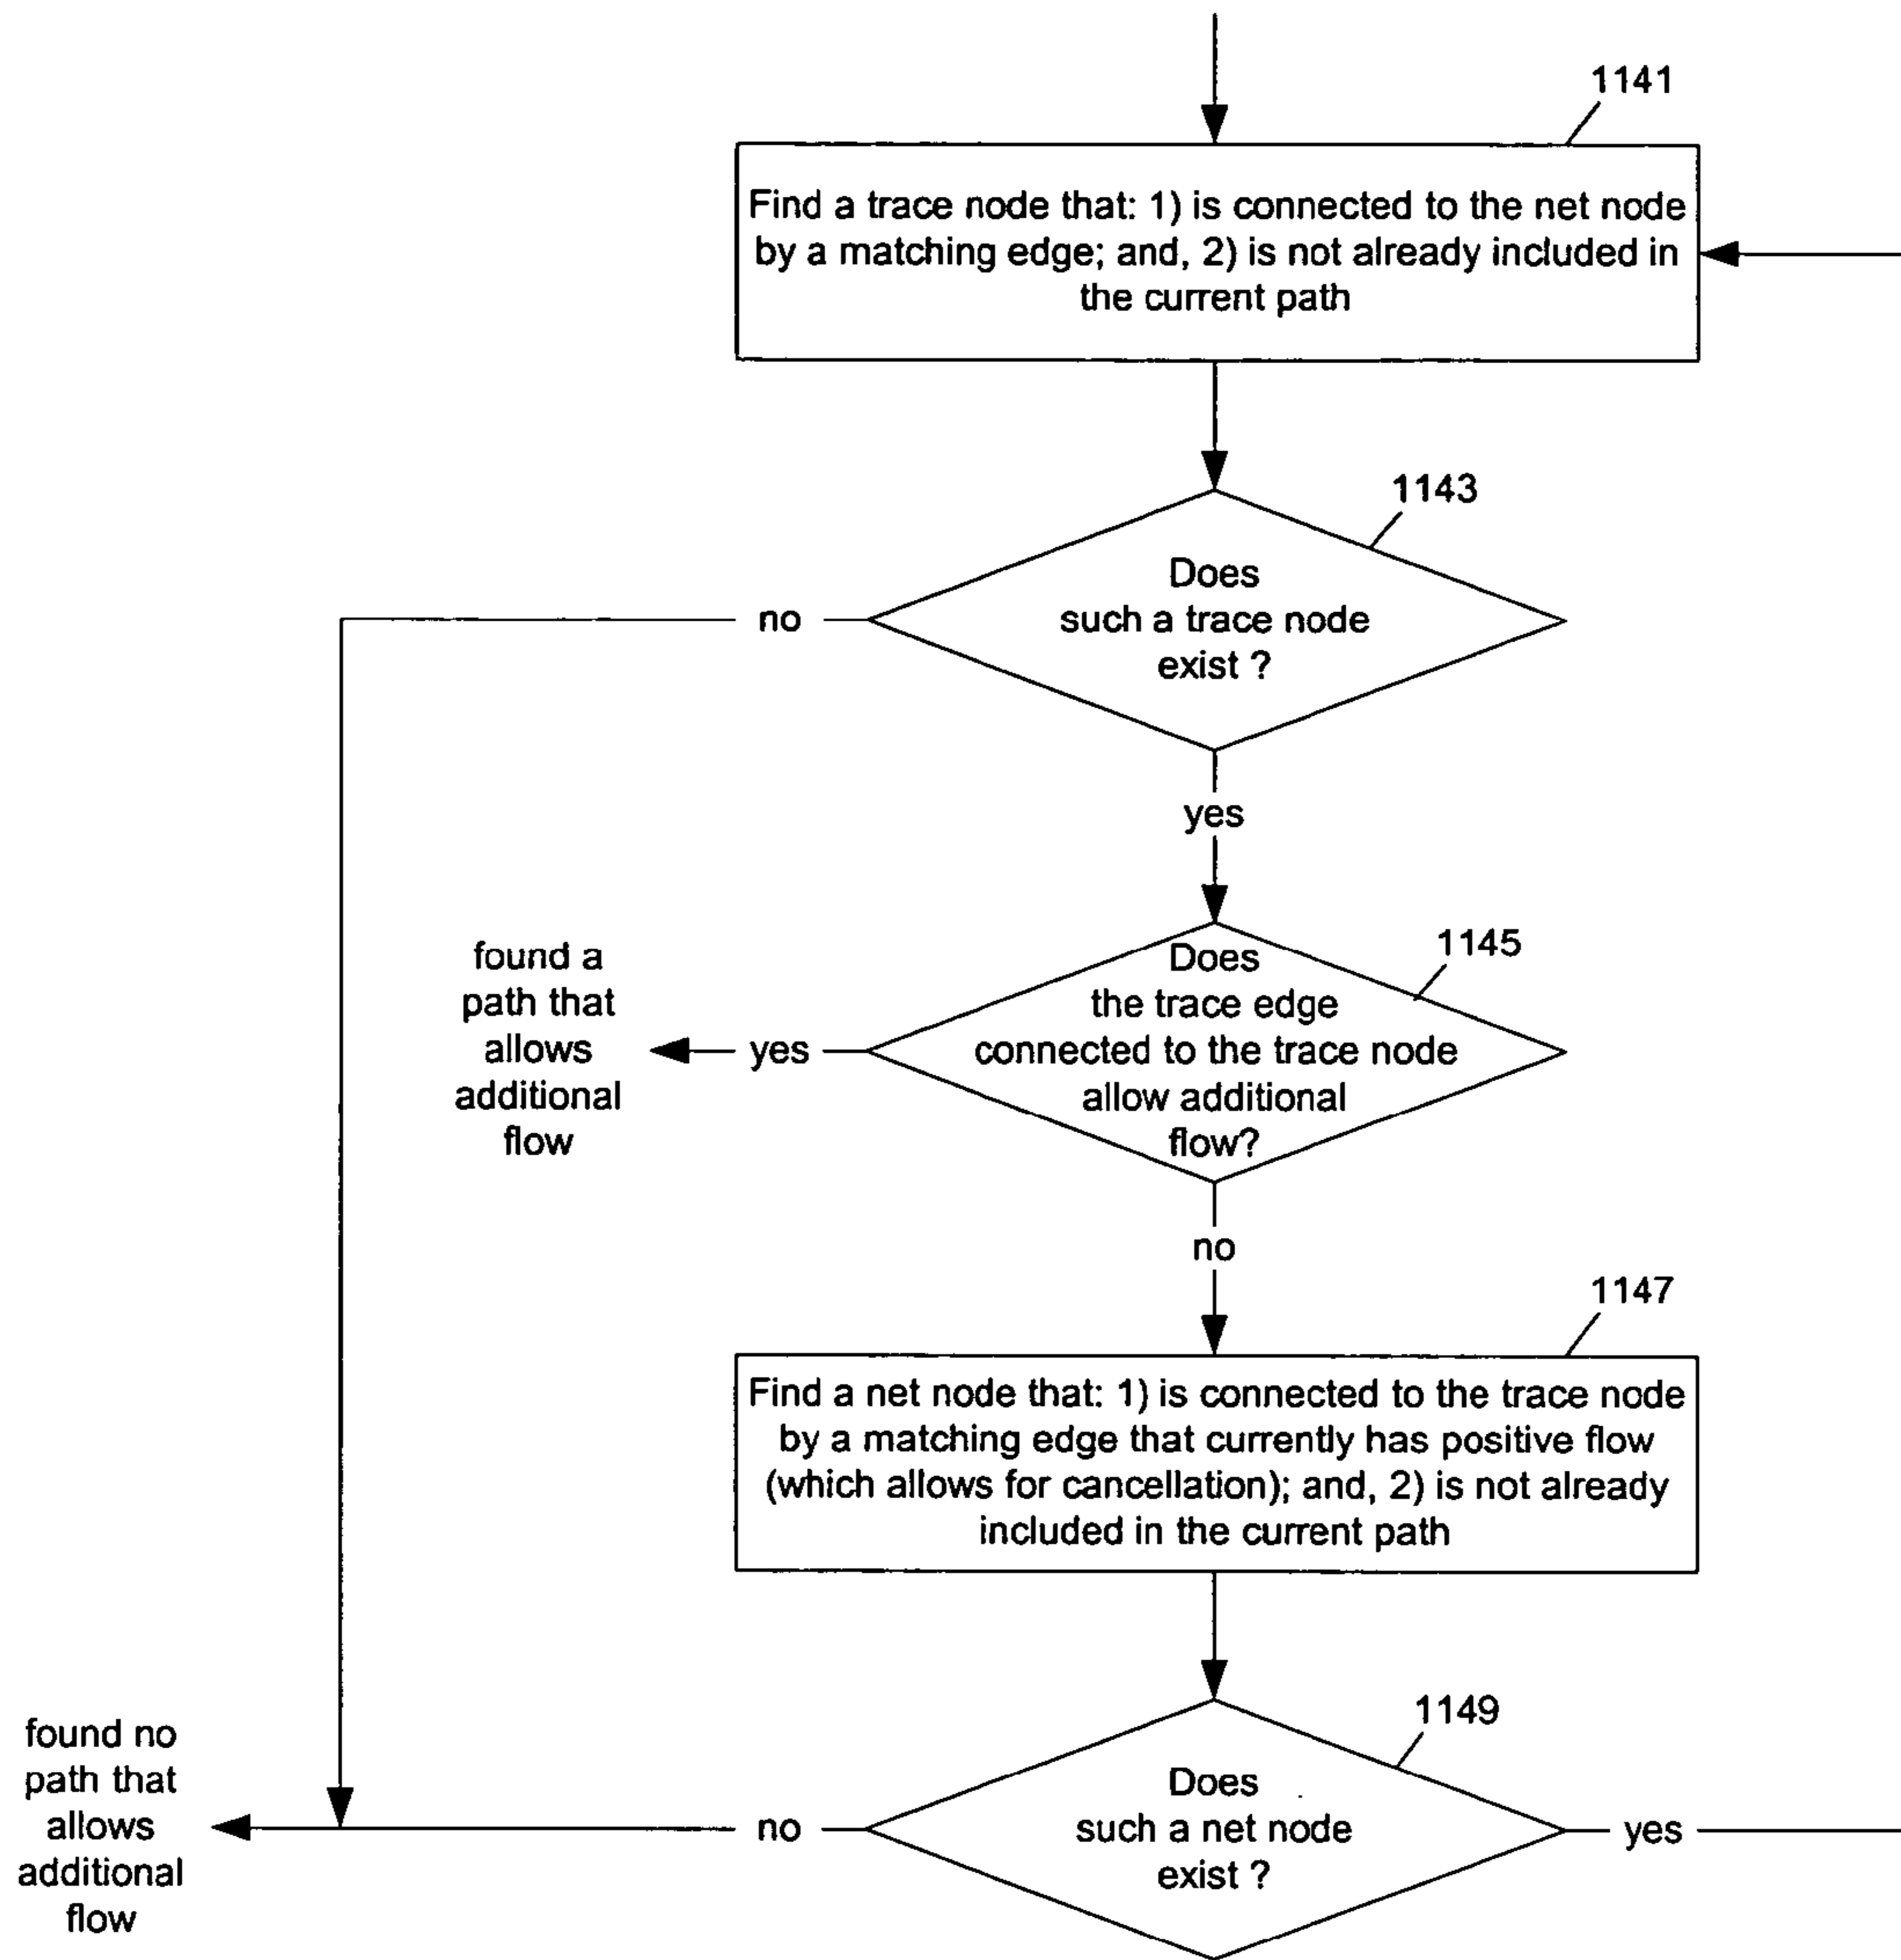 1141
Find a trace node that: 1) is connected to the net node
by a matching edge; and, 2) is not already included in
the current path
1143
Does
such a trace node
exist ?
no
yes
1145
Does
the trace edge
connected to the trace node
allow additional
flow?
yes
found a
path that
allows
additional
flow
no
1147
Find a net node that: 1) is connected to the trace node
by a matching edge that currently has positive flow
(which allows for cancellation); and, 2) is not already
included in the current path
1149
Does
such a net node
exist ?
no
yes
found no
path that
allows
additional
flow